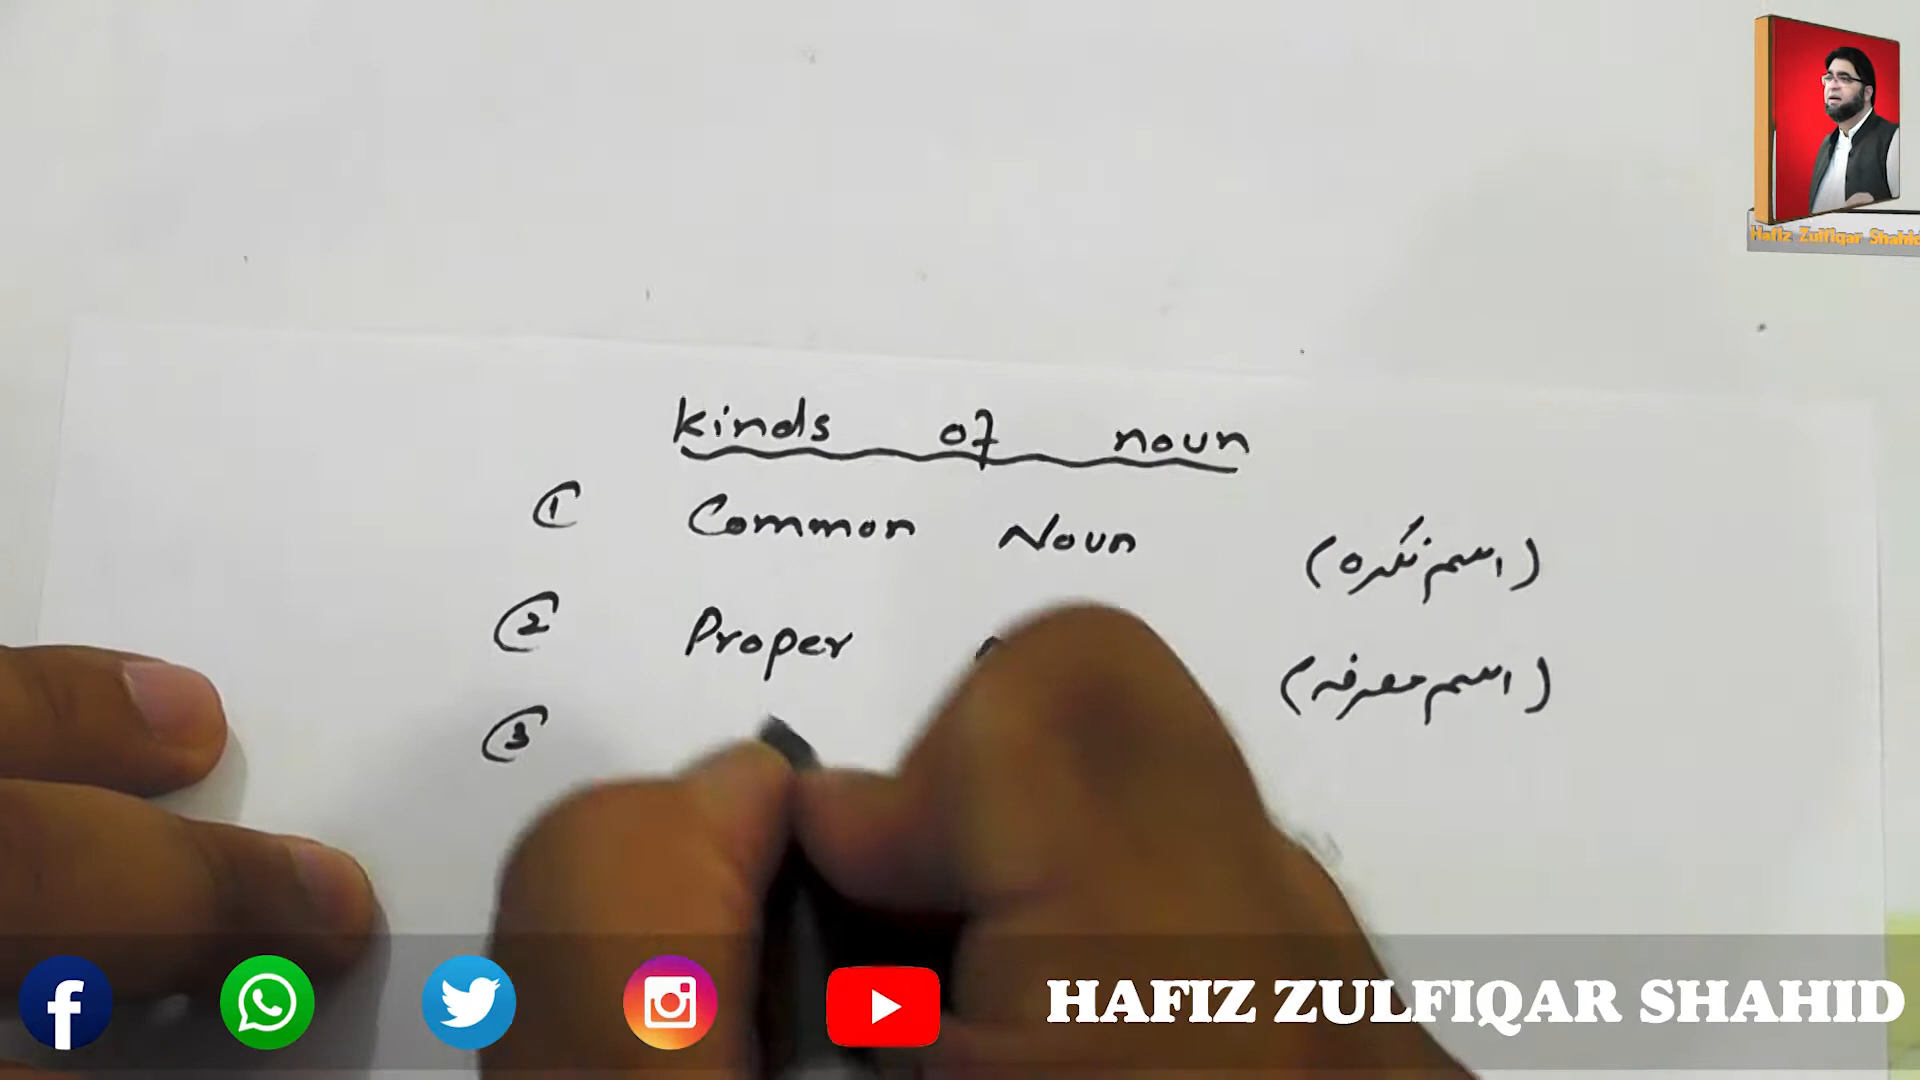 Hafiz Zulfiqar Shahid
kinds of noun
1 Common Noun (اسم نکرہ)
2 Proper (اسم معرفہ)
3
HAFIZ ZULFIQAR SHAHID